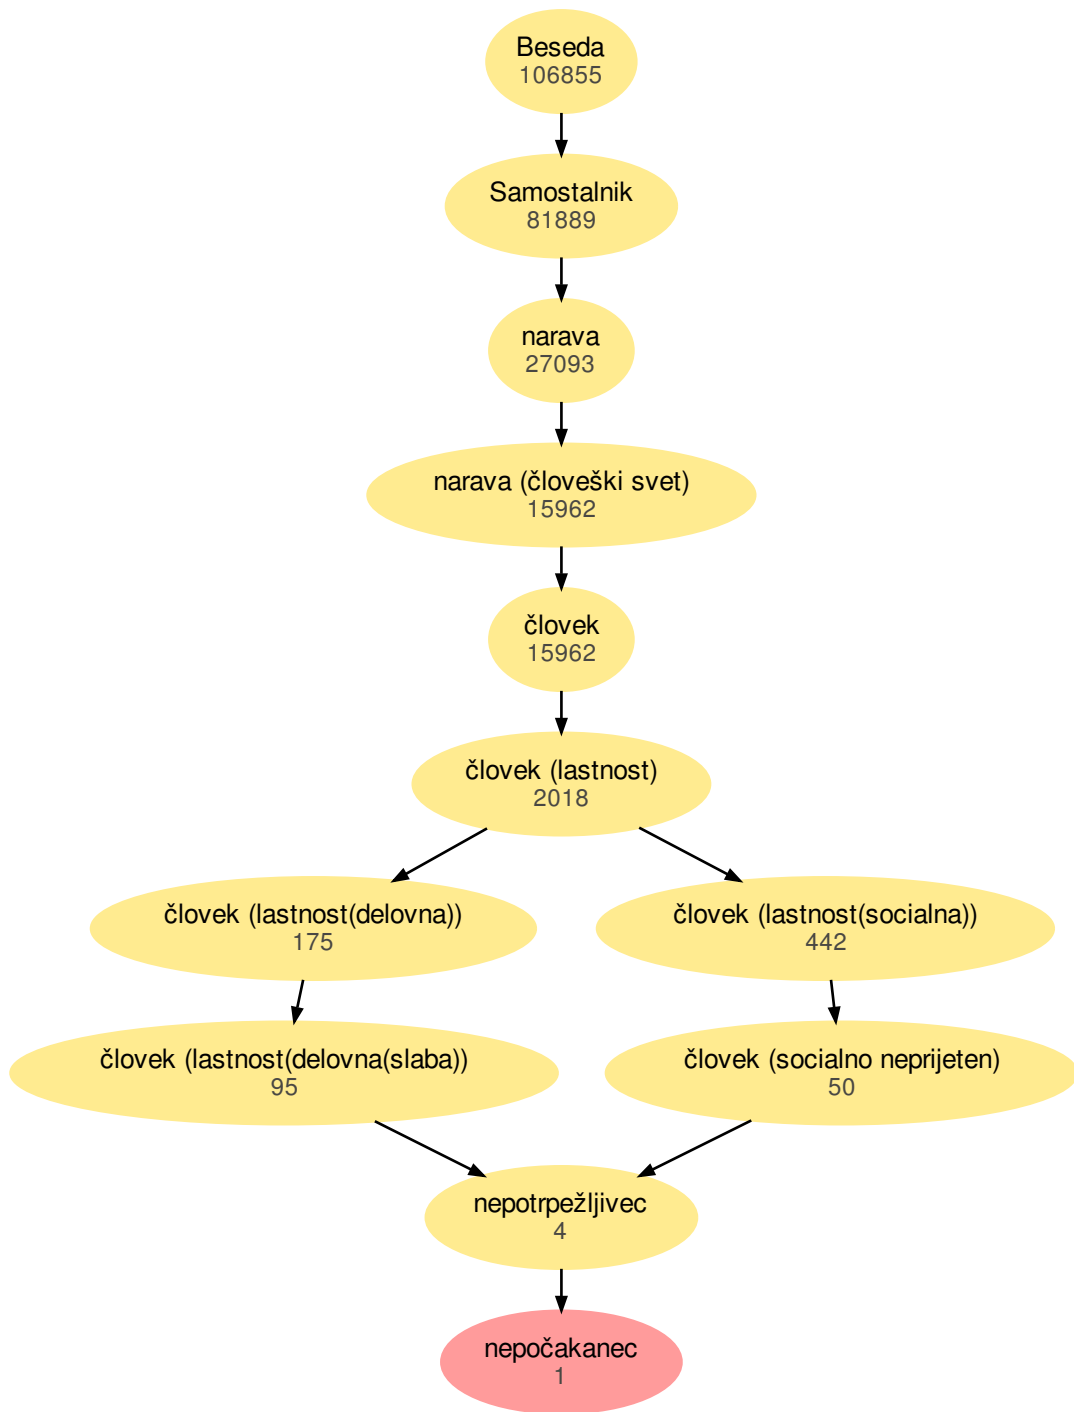 Beseda
106855
Samostalnik
81889
narava
27093
narava (človeški svet)
15962
človek
15962
človek (lastnost)
2018
človek (lastnost(delovna))
175
človek (lastnost(socialna))
442
človek (lastnost(delovna(slaba))
95
človek (socialno neprijeten)
50
nepotrpežljivec
4
nepočakanec
1